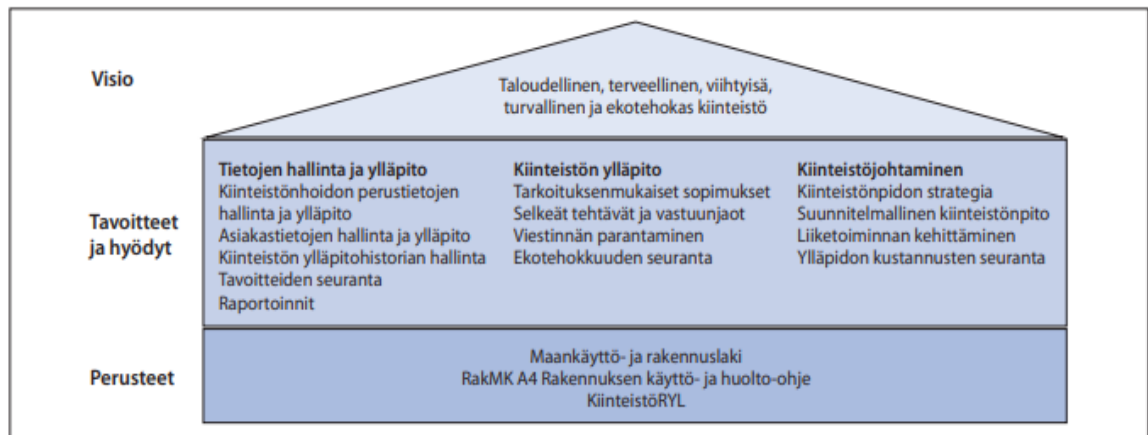 Visio
Taloudellinen, terveellinen, viihtyisä,
turvallinen ja ekotehokas kiinteistö
Tavoitteet
ja hyödyt
Tietojen hallinta ja ylläpito
Kiinteistönhoidon perustietojen
hallinta ja ylläpito
Asiakastietojen hallinta ja ylläpito
Kiinteistön ylläpitohistorian hallinta
Tavoitteiden seuranta
Raportoinnit
Kiinteistön ylläpito
Tarkoituksenmukaiset sopimukset
Selkeät tehtävät ja vastuunjaot
Viestinnän parantaminen
Ekotehokkuuden seuranta
Kiinteistöjohtaminen
Kiinteistönpidon strategia
Suunnitelmallinen kiinteistönpito
Liiketoiminnan kehittäminen
Ylläpidon kustannusten seuranta
Perusteet
Maankäyttö- ja rakennuslaki
RakMK A4 Rakennuksen käyttö- ja huolto-ohje
KiinteistöRYL